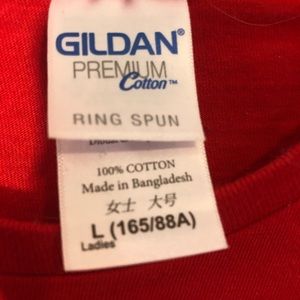 GILDAN®
PREMIUM
Cotton™
RING SPUN
100% COTTON
Made in Bangladesh
女士 大号
L (165/88A)
Ladies